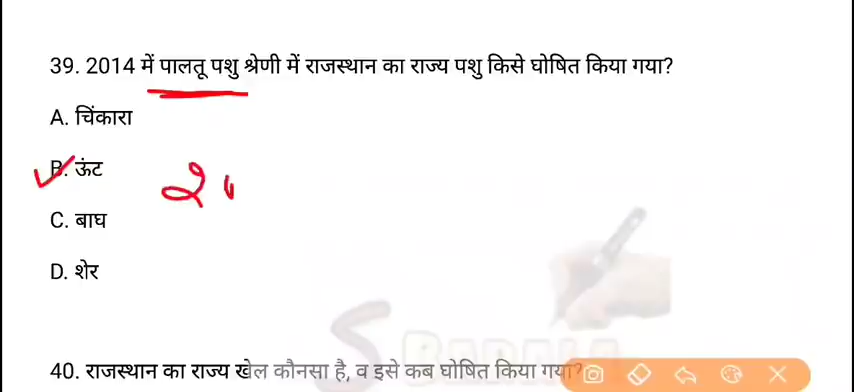 39. 2014 में पालतू पशु श्रेणी में राजस्थान का राज्य पशु किसे घोषित किया गया?
A. चिंकारा
B. ऊंट
C. बाघ
D. शेर
40. राजस्थान का राज्य खेल कौनसा है, व इसे कब घोषित किया गया?